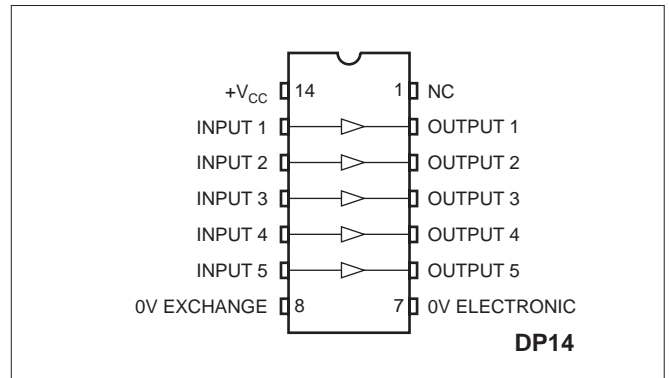 +VCC 14 1 NC
INPUT 1 OUTPUT 1
INPUT 2 OUTPUT 2
INPUT 3 OUTPUT 3
INPUT 4 OUTPUT 4
INPUT 5 OUTPUT 5
0V EXCHANGE 8 7 0V ELECTRONIC
DP14